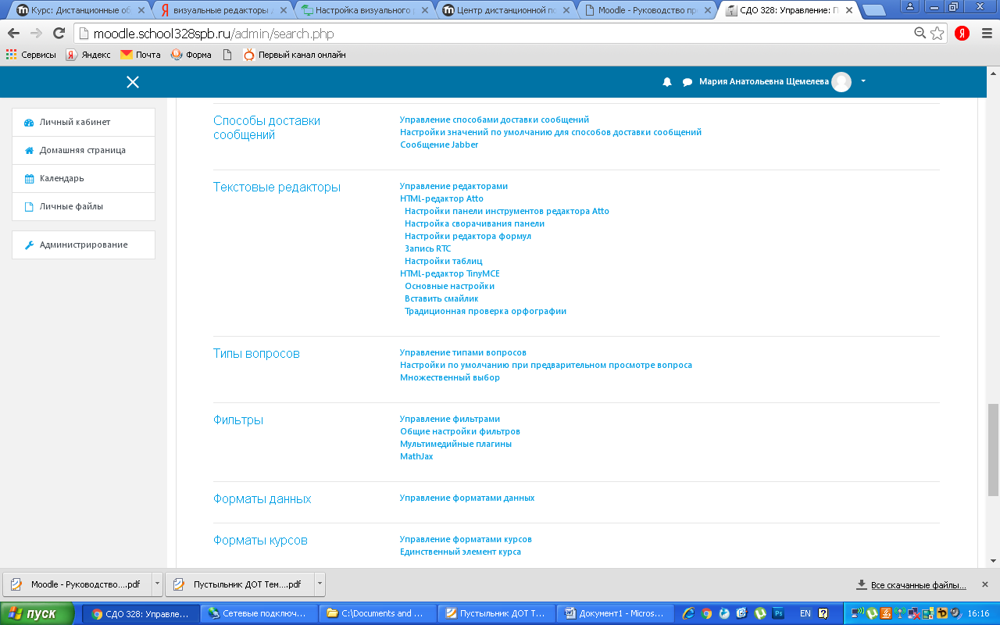 Курс: Дистанционные об
визуальные редакторы д
Настройка визуального
Центр дистанционной по
Moodle - Руководство пр
СДО 328: Управление: П
moodle.school328spb.ru/admin/search.php
Сервисы Яндекс Почта Форма Первый канал онлайн
Мария Анатольевна Щемелева
Личный кабинет
Домашняя страница
Календарь
Личные файлы
Администрирование
Способы доставки
сообщений
Управление способами доставки сообщений
Настройки значений по умолчанию для способов доставки сообщений
Сообщение Jabber
Текстовые редакторы
Управление редакторами
HTML-редактор Atto
Настройки панели инструментов редактора Atto
Настройка сворачивания панели
Настройки редактора формул
Запись RTC
Настройки таблиц
HTML-редактор TinyMCE
Основные настройки
Вставить смайлик
Традиционная проверка орфографии
Типы вопросов
Управление типами вопросов
Настройки по умолчанию при предварительном просмотре вопроса
Множественный выбор
Фильтры
Управление фильтрами
Общие настройки фильтров
Мультимедийные плагины
MathJax
Форматы данных
Управление форматами данных
Форматы курсов
Управление форматами курсов
Единственный элемент курса
Moodle - Руководство....pdf
Пустыльник ДОТ Тем....pdf
Все скачанные файлы...
пуск
СДО 328: Управле...
Сетевые подключ...
C:\Documents and ...
Пустыльник ДОТ Т...
Документ1 - Micros...
EN
16:16